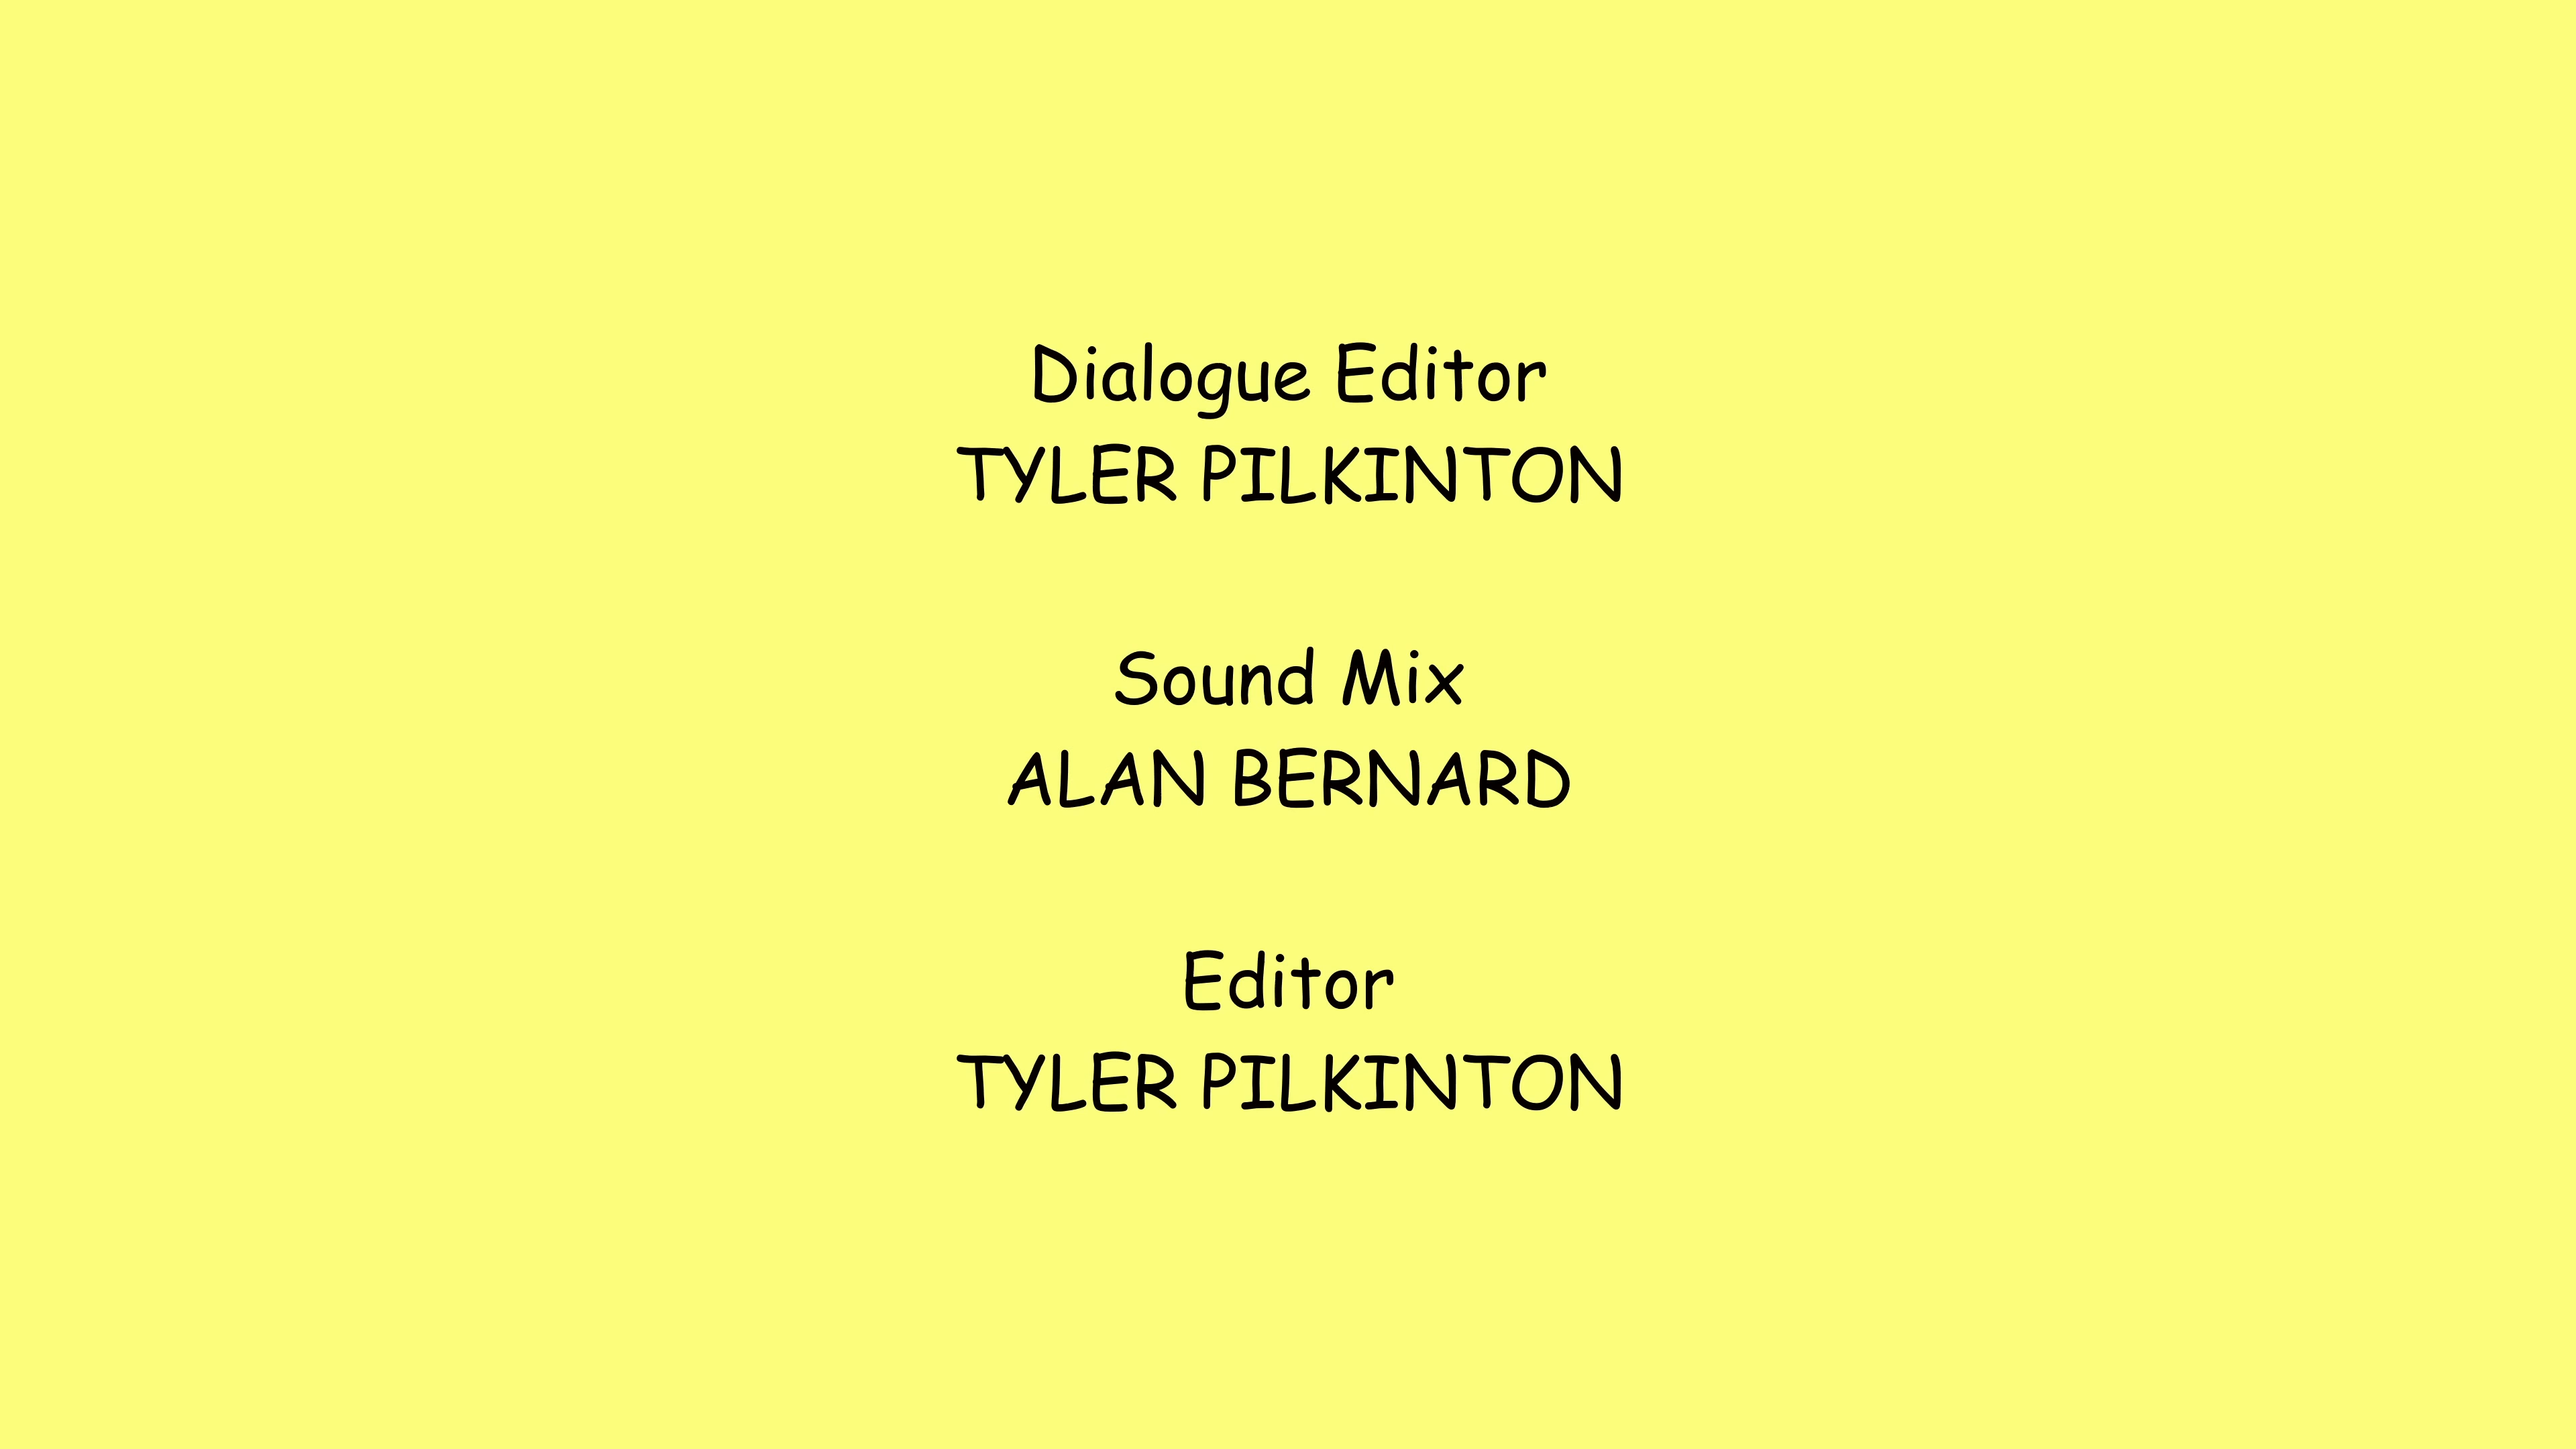 Dialogue Editor
TYLER PILKINTON
Sound Mix
ALAN BERNARD
Editor
TYLER PILKINTON